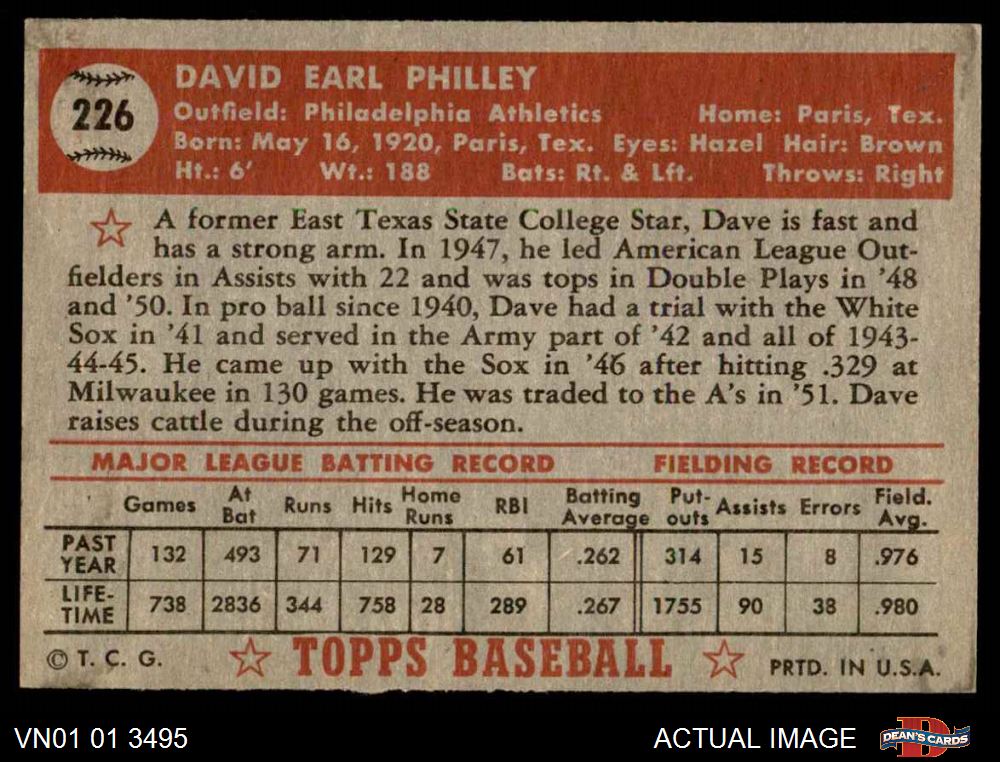 226
DAVID EARL PHILLEY
Outfield: Philadelphia Athletics Home: Paris, Tex.
Born: May 16, 1920, Paris, Tex. Eyes: Hazel Hair: Brown
Ht.: 6' Wt.: 188 Bats: Rt. & Lft. Throws: Right
A former East Texas State College Star, Dave is fast and
has a strong arm. In 1947, he led American League Out-
fielders in Assists with 22 and was tops in Double Plays in '48
and '50. In pro ball since 1940, Dave had a trial with the White
Sox in '41 and served in the Army part of '42 and all of 1943-
44-45. He came up with the Sox in '46 after hitting .329 at
Milwaukee in 130 games. He was traded to the A's in '51. Dave
raises cattle during the off-season.
MAJOR LEAGUE BATTING RECORD FIELDING RECORD
Games At Bat Runs Hits Home Runs RBI Batting Average Put-outs Assists Errors Field. Avg.
PAST YEAR 132 493 71 129 7 61 .262 314 15 8 .976
LIFE-TIME 738 2836 344 758 28 289 .267 1755 90 38 .980
© T. C. G. TOPPS BASEBALL PRTD. IN U.S.A.
VN01 01 3495 ACTUAL IMAGE DEAN'S CARDS